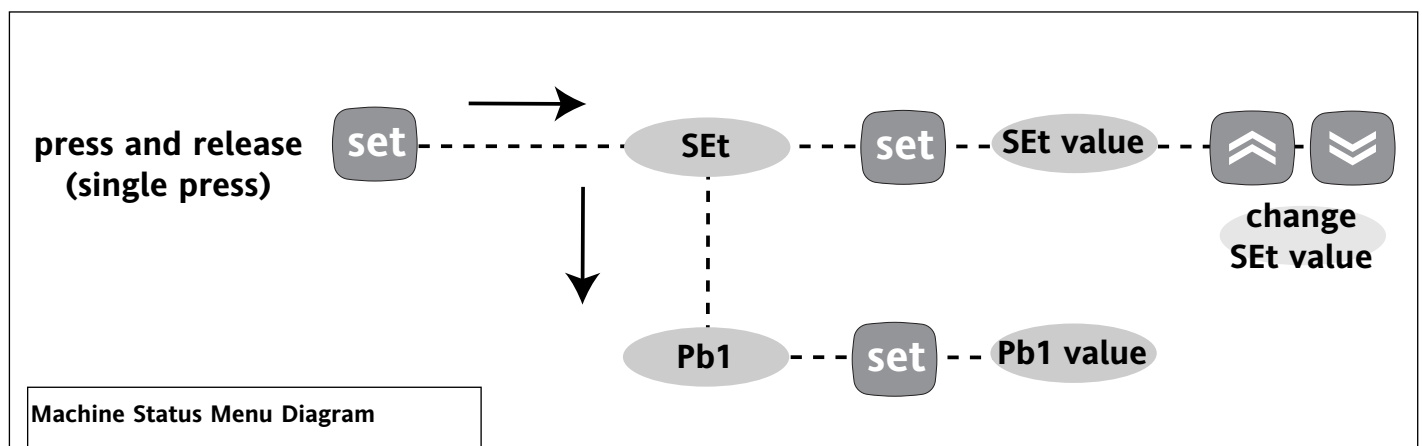 press and release
(single press)
set
SEt
set
SEt value
change
SEt value
Pb1
set
Pb1 value
Machine Status Menu Diagram